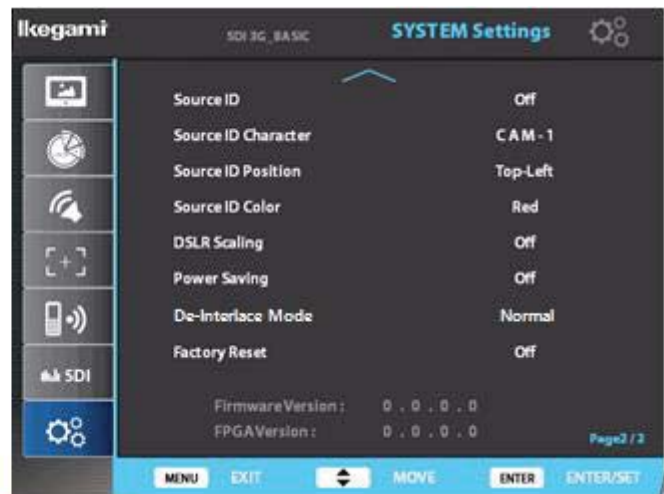 Ikegami
SDI 3G_BASIC SYSTEM Settings
Source ID Off
Source ID Character CAM-1
Source ID Position Top-Left
Source ID Color Red
DSLR Scaling Off
Power Saving Off
De-Interlace Mode Normal
Factory Reset Off
SDI
Firmware Version : 0 . 0 . 0 . 0
FPGA Version : 0 . 0 . 0 . 0
Page2 / 2
MENU EXIT MOVE ENTER ENTER/SET